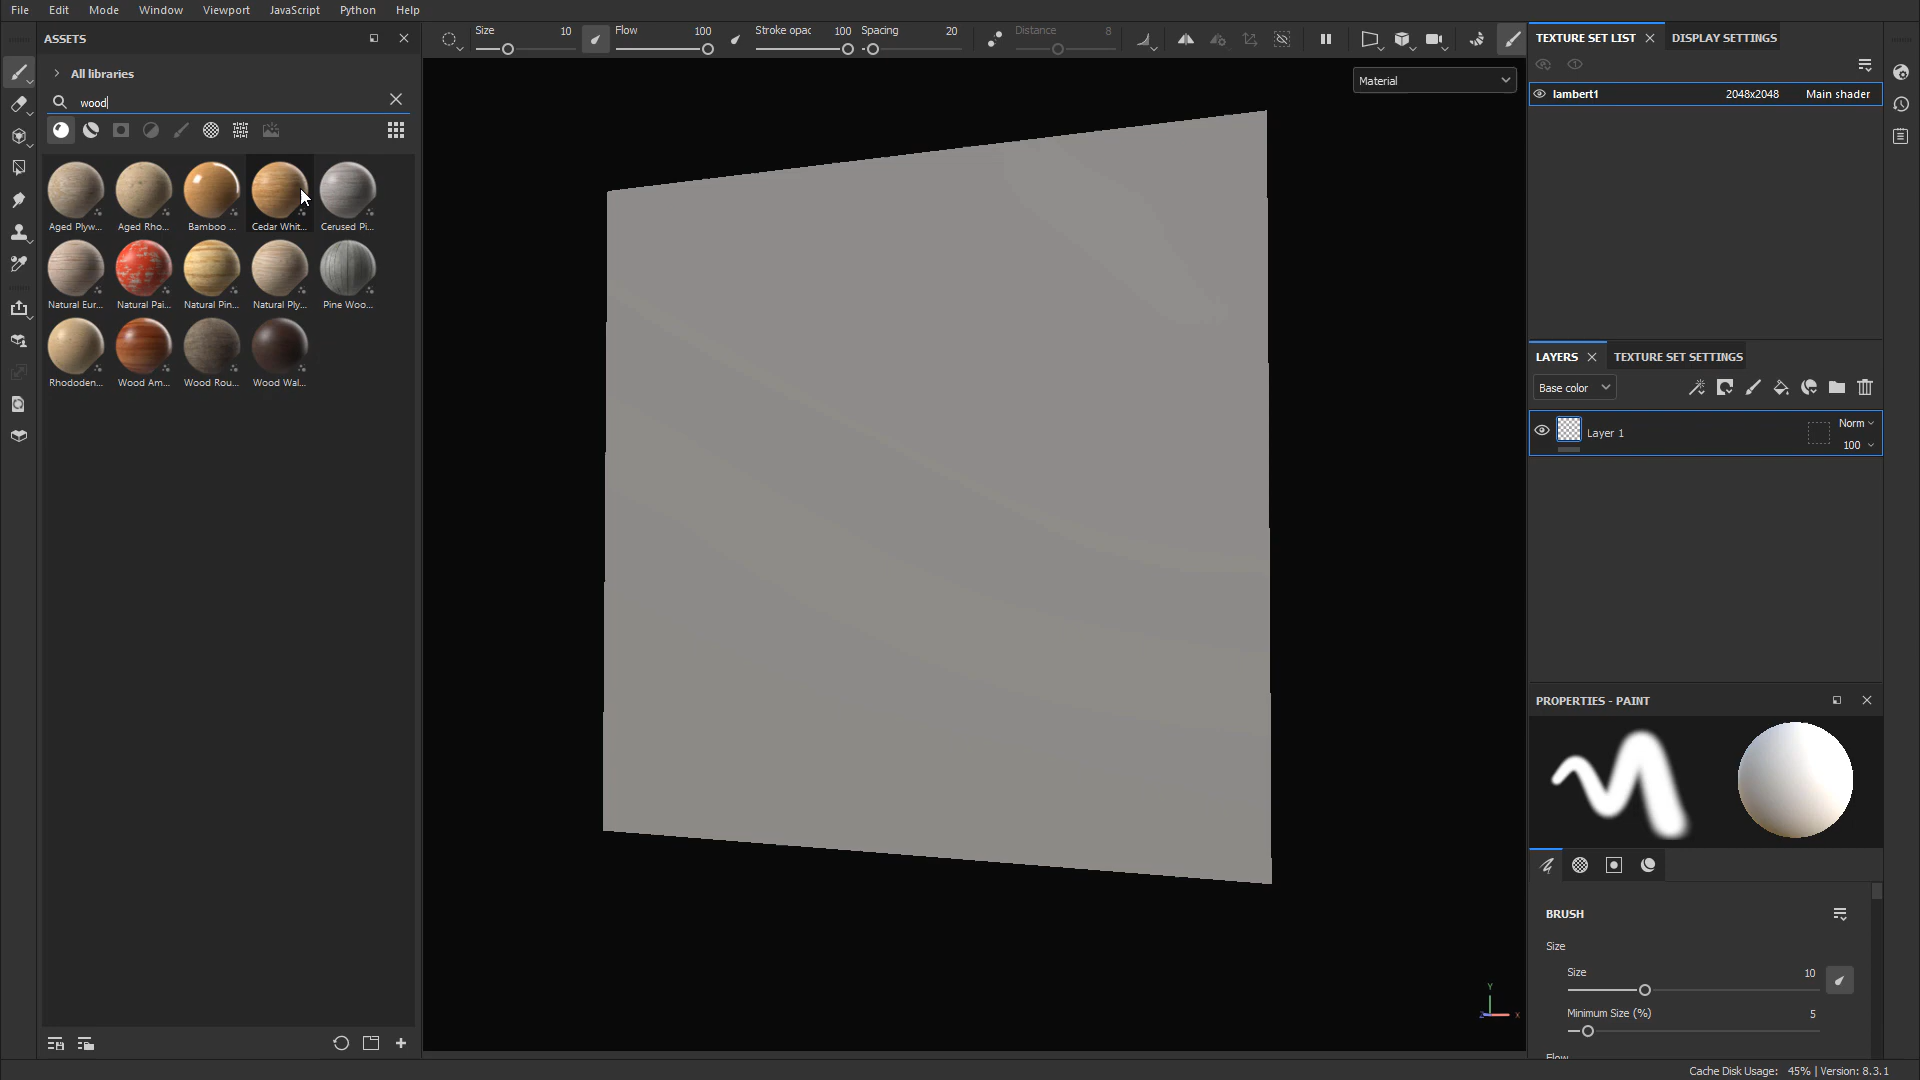 File Edit Mode Window Viewport JavaScript Python Help
ASSETS
All libraries
wood
Aged Plyw... Aged Rho... Bamboo ... Cedar Whit... Cerused Pi...
Natural Eur... Natural Pai... Natural Pin... Natural Ply... Pine Woo...
Rhododen... Wood Am... Wood Rou... Wood Wal...
Size 10 Flow 100 Stroke opac 100 Spacing 20 Distance 8
Material
TEXTURE SET LIST DISPLAY SETTINGS
lambert1 2048x2048 Main shader
LAYERS TEXTURE SET SETTINGS
Base color
Layer 1 Norm 100
PROPERTIES - PAINT
BRUSH
Size
Size 10
Minimum Size (%) 5
Flow
Y
Z X
Cache Disk Usage: 45% | Version: 8.3.1